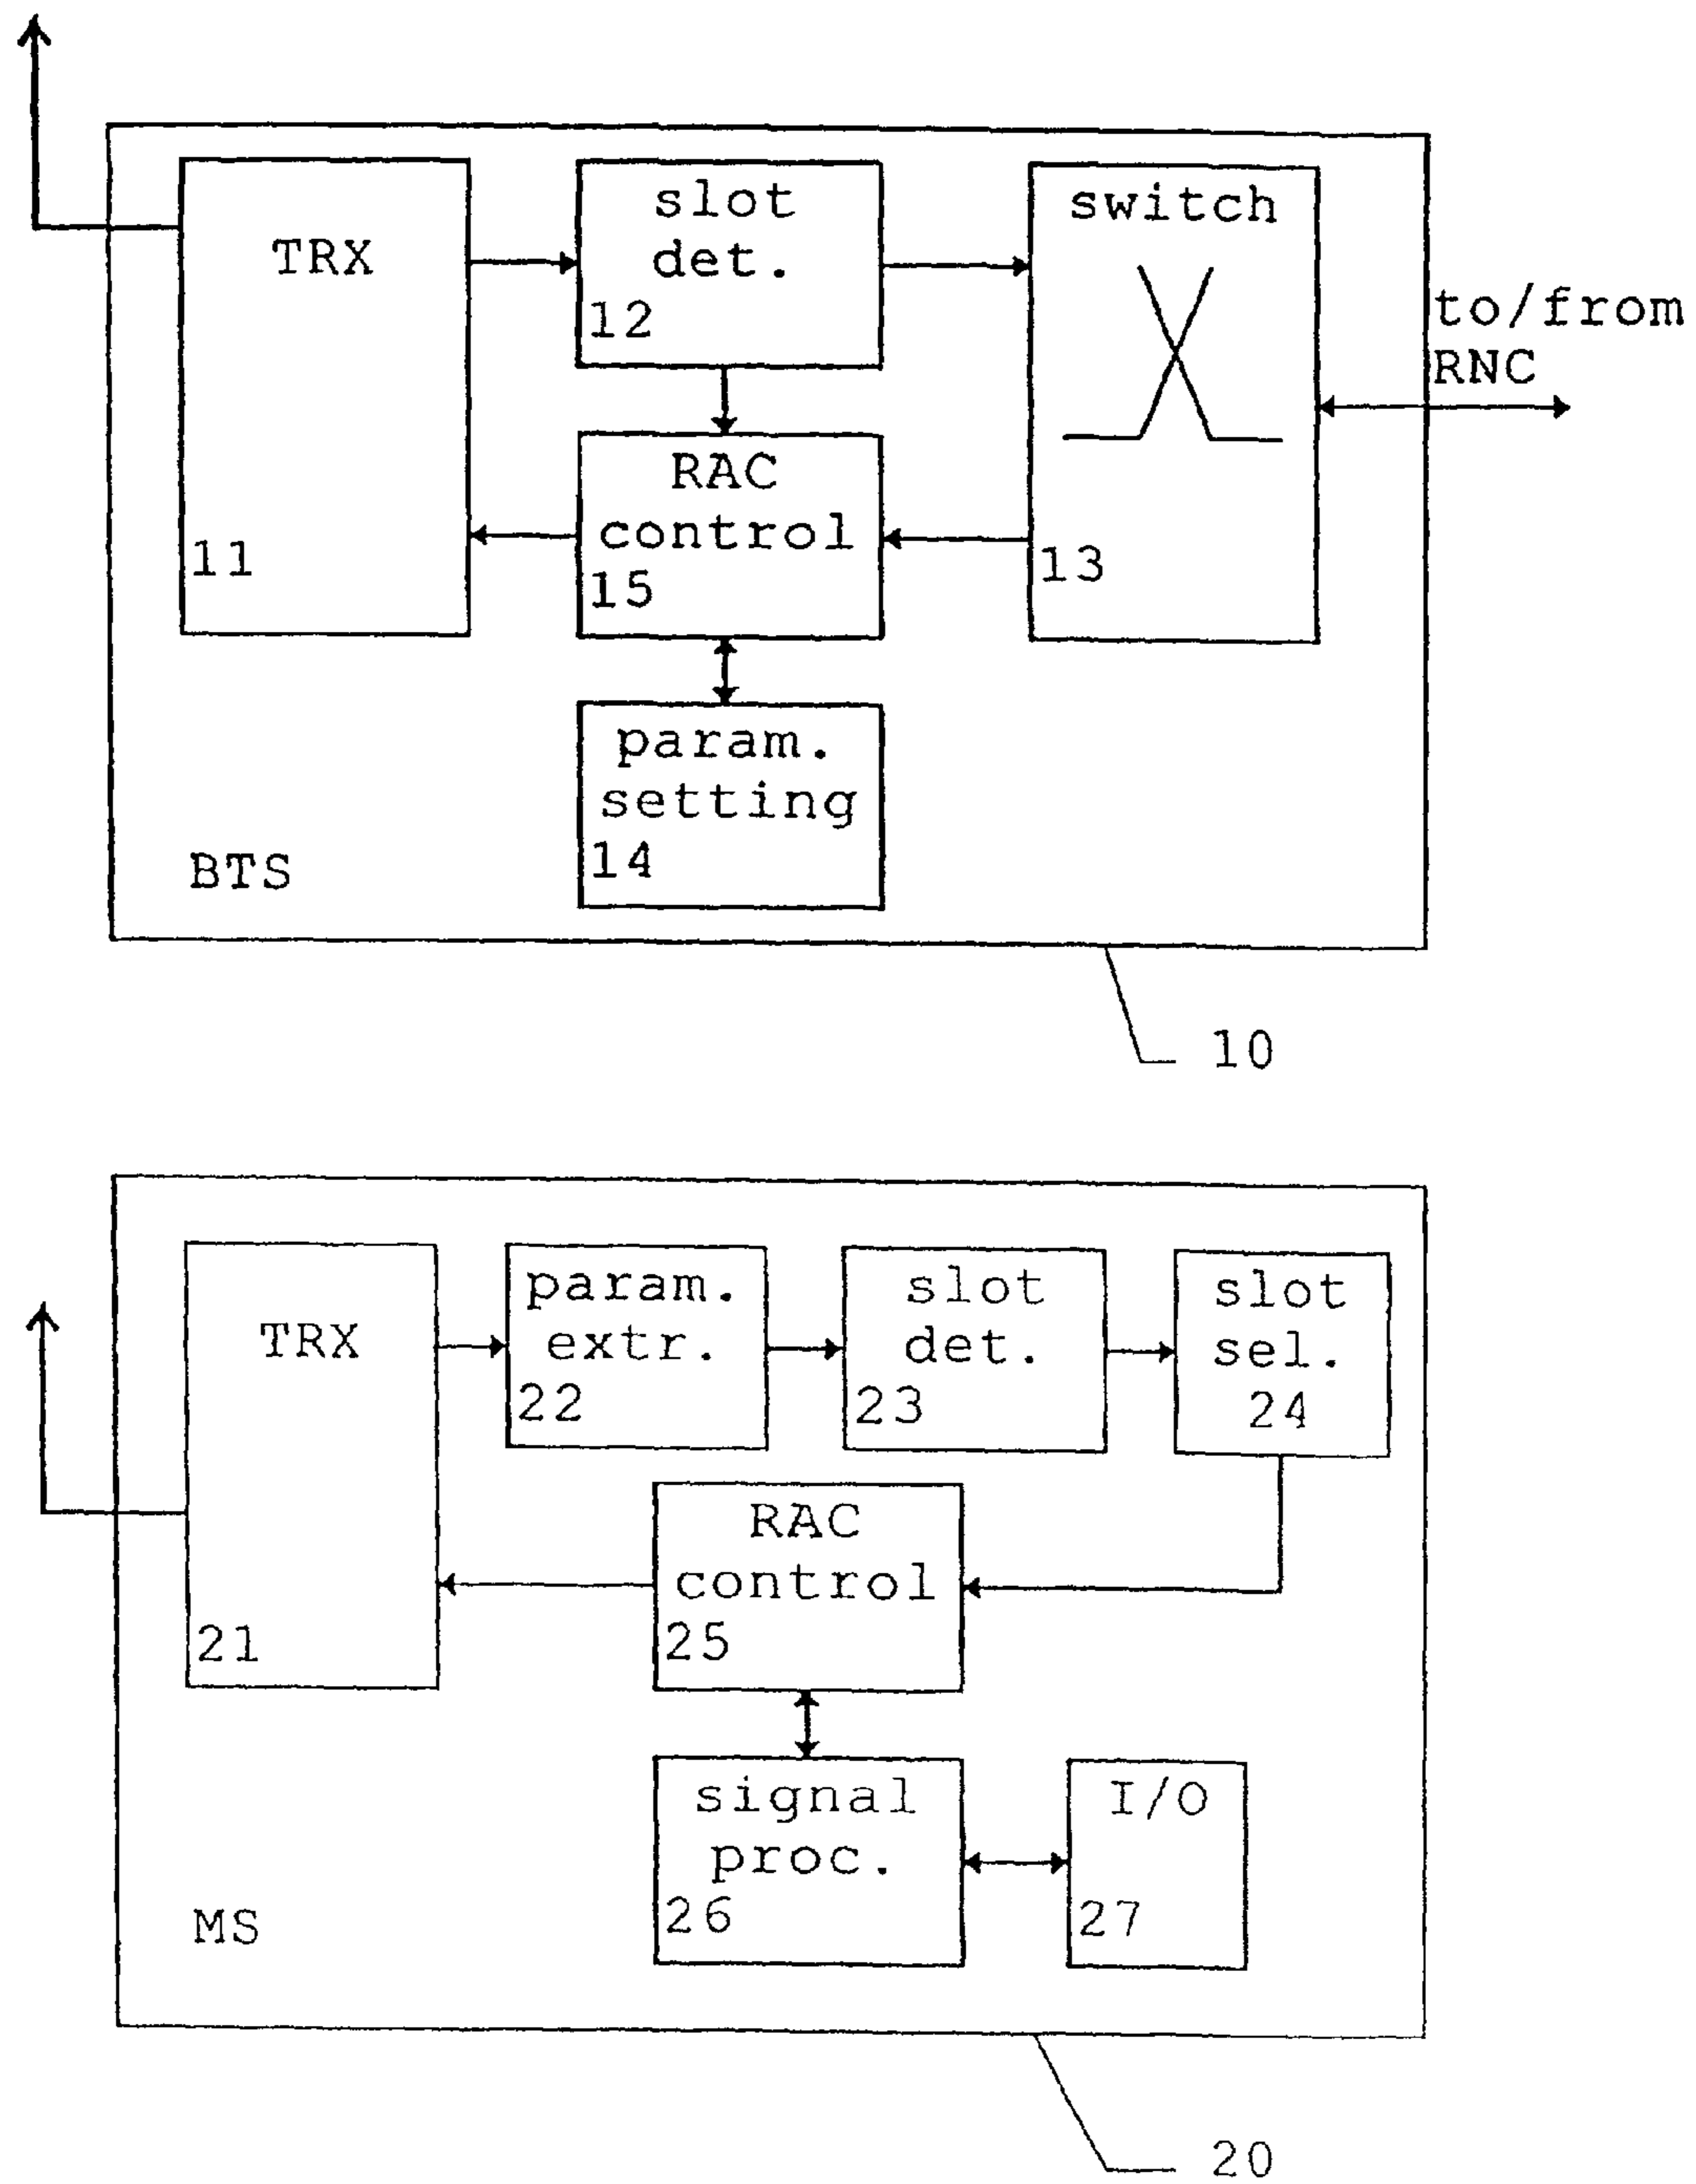 TRX
11
slot
det.
12
switch
13
to/from
RNC
RAC
control
15
param.
setting
14
BTS
10
TRX
21
param.
extr.
22
slot
det.
23
slot
sel.
24
RAC
control
25
signal
proc.
26
I/O
27
MS
20